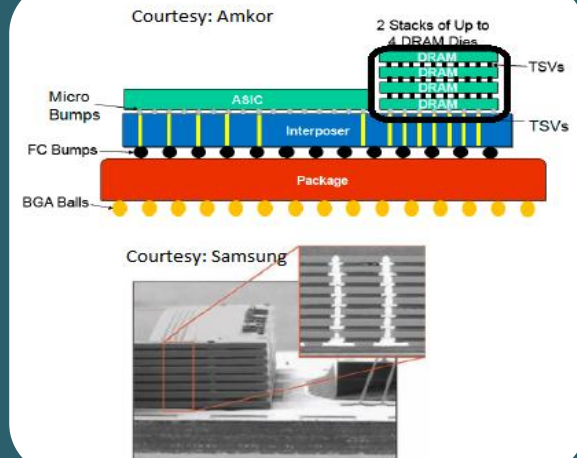 Courtesy: Amkor
2 Stacks of Up to
4 DRAM Dies
DRAM
TSVs
DRAM
DRAM
DRAM
Micro
Bumps
ASIC
TSVs
Interposer
FC Bumps
Package
BGA Balls
Courtesy: Samsung